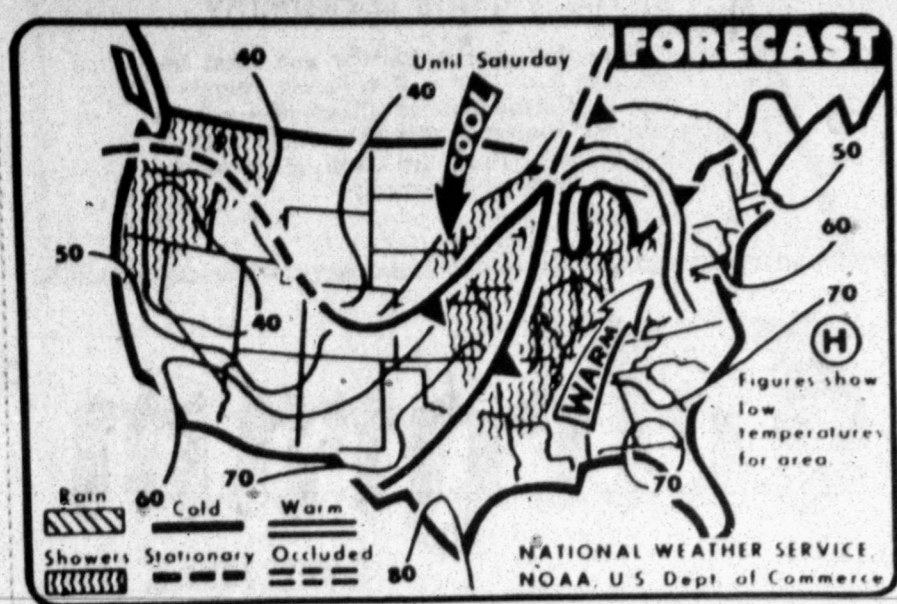 FORECAST
Until Saturday
40
40
COOL
50
60
50
40
70
H
WARM
Figures show
low
temperatures
for area.
70
70
60
80
Rain
Cold
Warm
Showers
Stationary
Occluded
NATIONAL WEATHER SERVICE,
NOAA, U S Dept. of Commerce